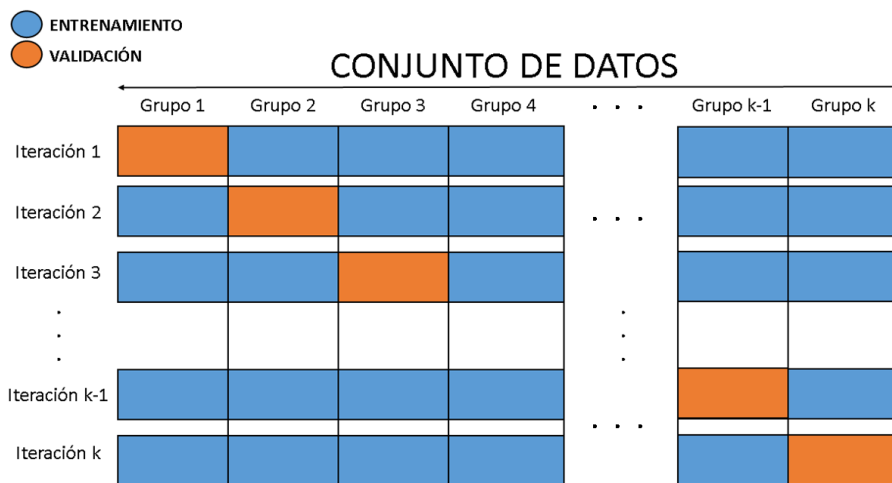 ENTRENAMIENTO
VALIDACIÓN
CONJUNTO DE DATOS
Grupo 1 Grupo 2 Grupo 3 Grupo 4 . . . Grupo k-1 Grupo k
Iteración 1
Iteración 2 . . .
Iteración 3
. . .
Iteración k-1
. . .
Iteración k